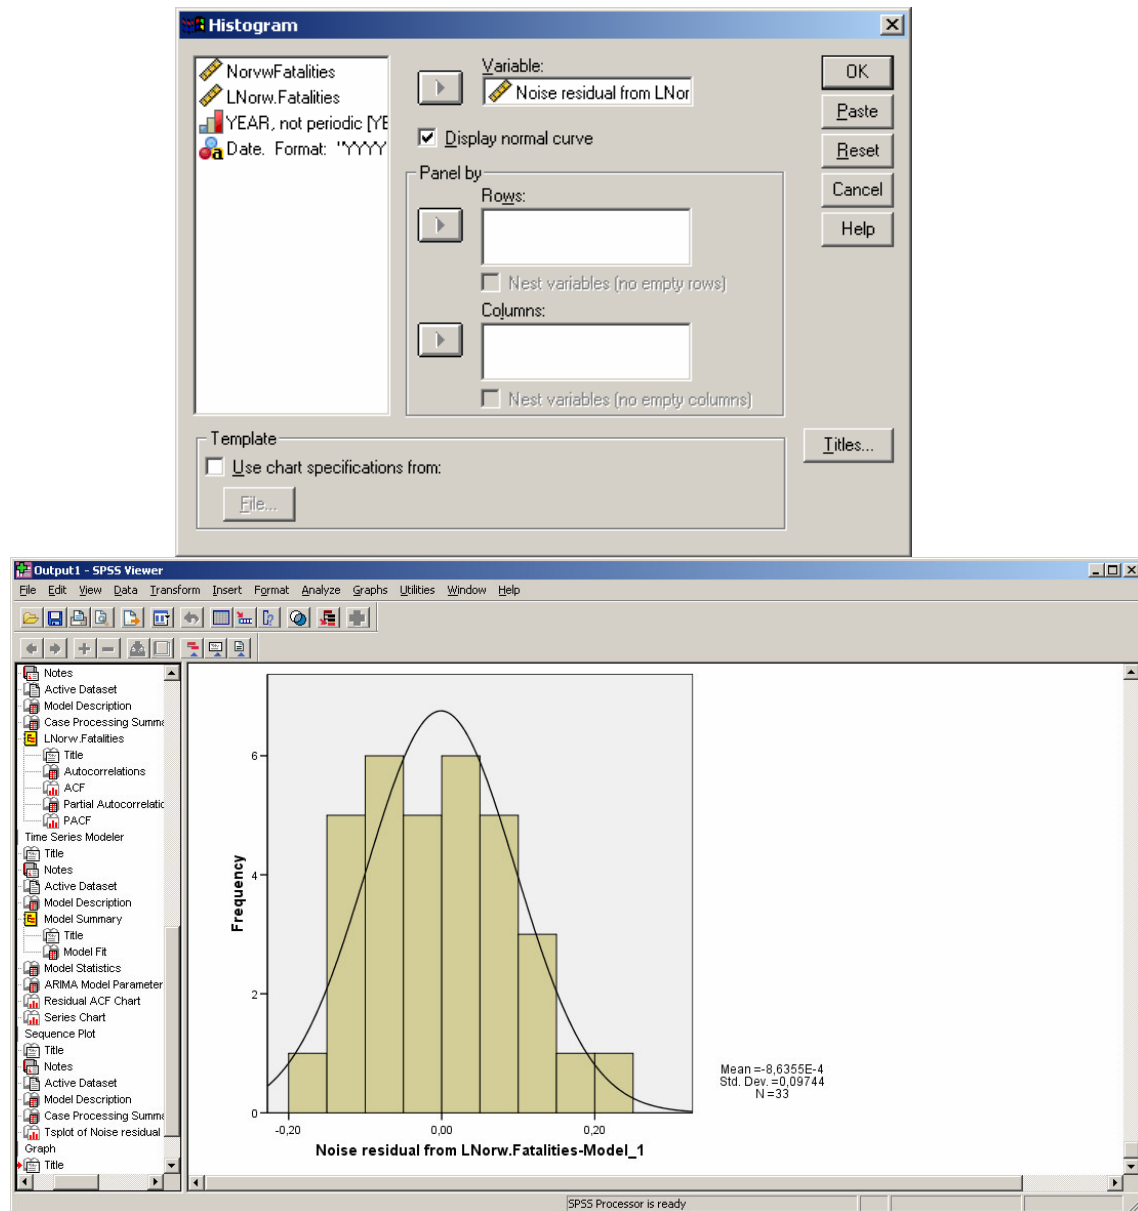 Histogram
NorvwFatalities
LNorw.Fatalities
YEAR, not periodic [YE
Date. Format: "YYYY
Variable:
Noise residual from LNor
Display normal curve
Panel by
Rows:
Nest variables (no empty rows)
Columns:
Nest variables (no empty columns)
OK
Paste
Reset
Cancel
Help
Template
Use chart specifications from:
File...
Titles...
Output1 - SPSS Viewer
File Edit View Data Transform Insert Format Analyze Graphs Utilities Window Help
Notes
Active Dataset
Model Description
Case Processing Summa
LNorw.Fatalities
Title
Autocorrelations
ACF
Partial Autocorrelatic
PACF
Time Series Modeler
Title
Notes
Active Dataset
Model Description
Model Summary
Title
Model Fit
Model Statistics
ARIMA Model Parameter
Residual ACF Chart
Series Chart
Sequence Plot
Title
Notes
Active Dataset
Model Description
Case Processing Summa
Tsplot of Noise residual
Graph
Title
Frequency
6
4
2
0
-0,20
0,00
0,20
Noise residual from LNorw.Fatalities-Model_1
Mean =-8,6355E-4
Std. Dev. =0,09744
N =33
SPSS Processor is ready